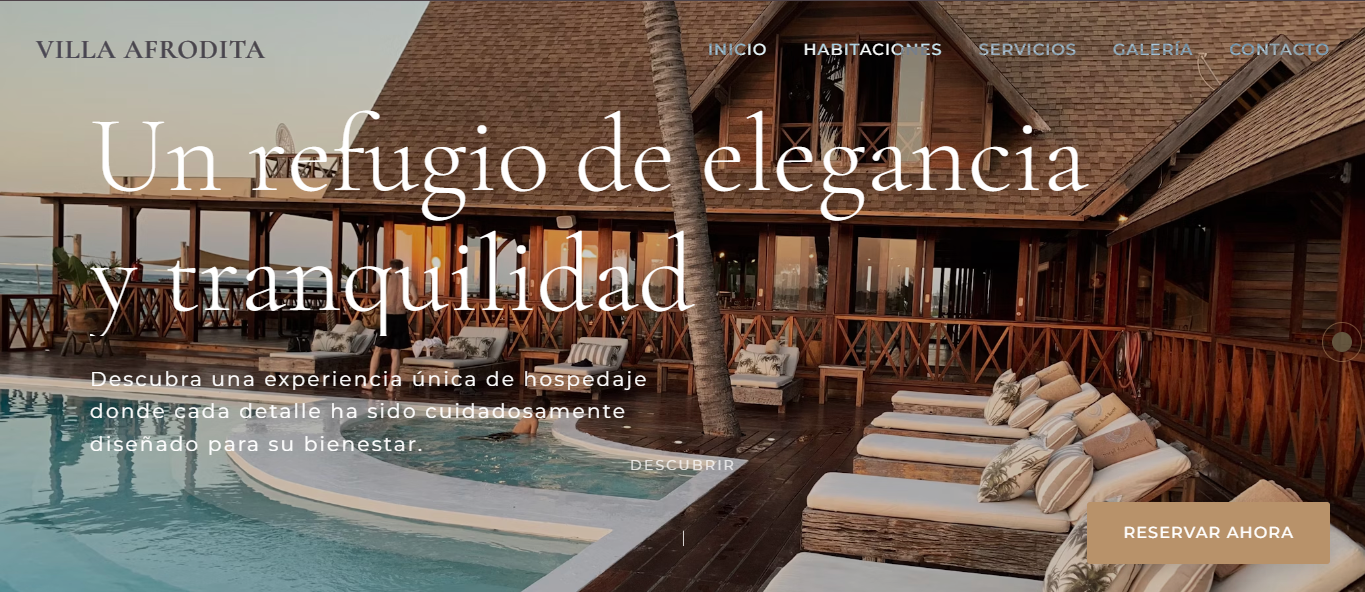 VILLA AFRODITA
INICIO HABITACIONES SERVICIOS GALERÍA CONTACTO
Un refugio de elegancia
y tranquilidad
Descubra una experiencia única de hospedaje
donde cada detalle ha sido cuidadosamente
diseñado para su bienestar.
DESCUBRIR
RESERVAR AHORA